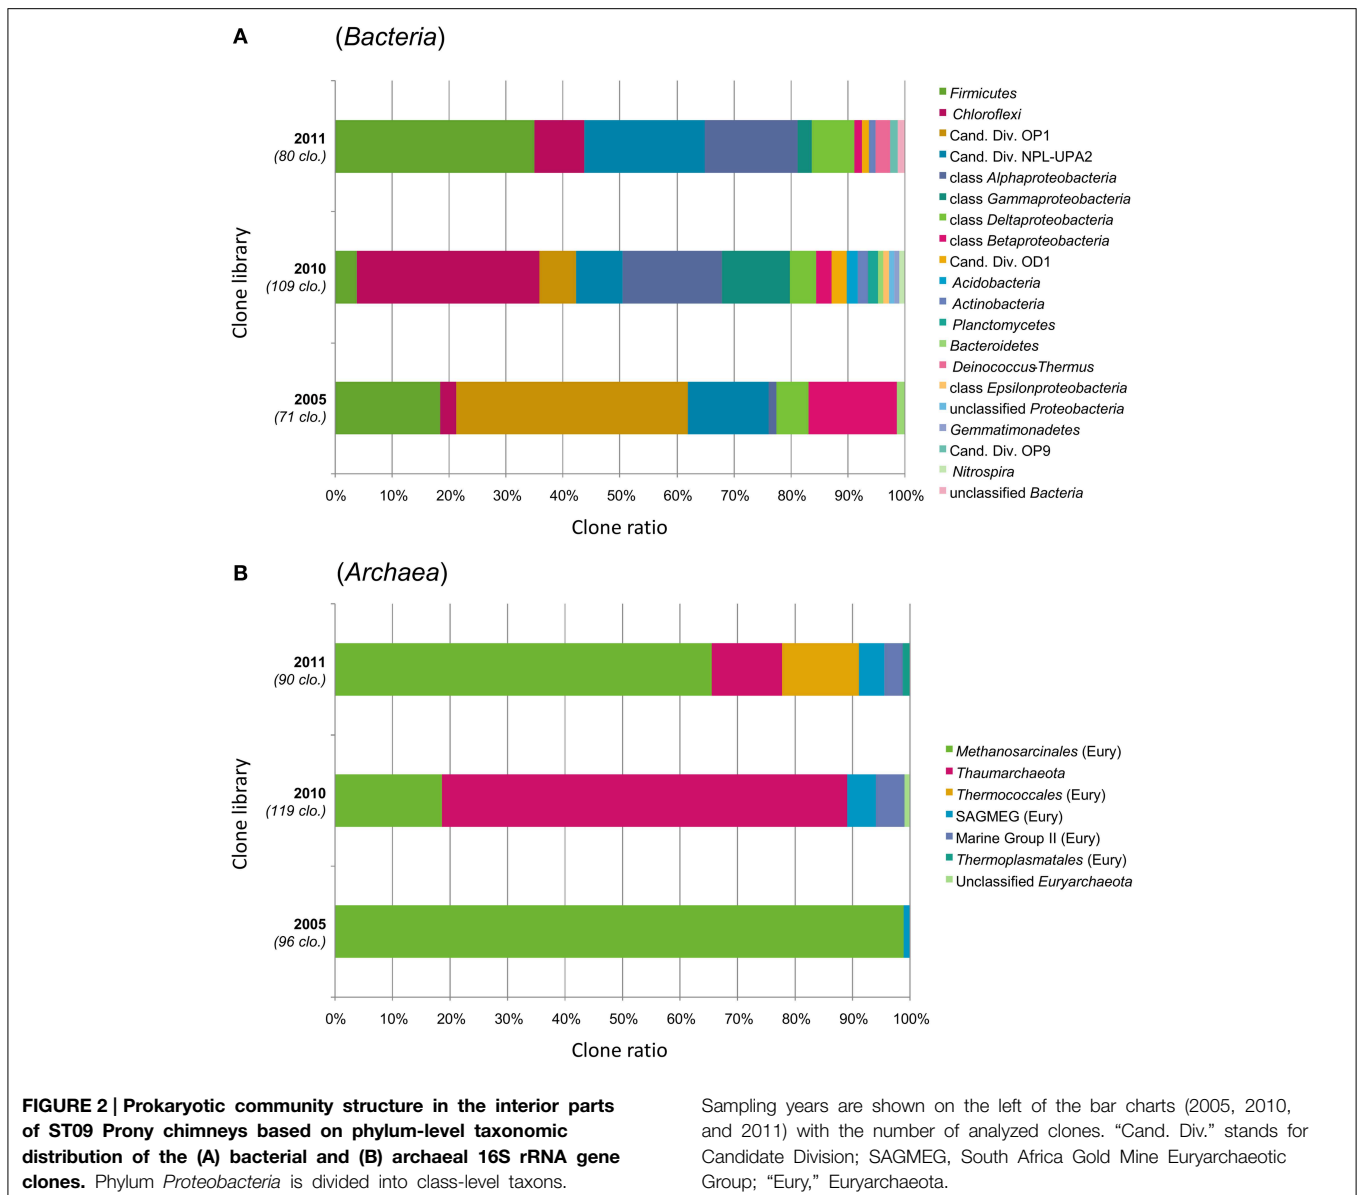 A (Bacteria)
2011
(80 clo.)
2010
(109 clo.)
2005
(71 clo.)
Clone library
0% 10% 20% 30% 40% 50% 60% 70% 80% 90% 100%
Clone ratio
Firmicutes
Chloroflexi
Cand. Div. OP1
Cand. Div. NPL-UPA2
class Alphaproteobacteria
class Gammaproteobacteria
class Deltaproteobacteria
class Betaproteobacteria
Cand. Div. OD1
Acidobacteria
Actinobacteria
Planctomycetes
Bacteroidetes
Deinococcus-Thermus
class Epsilonproteobacteria
unclassified Proteobacteria
Gemmatimonadetes
Cand. Div. OP9
Nitrospira
unclassified Bacteria
B (Archaea)
2011
(90 clo.)
2010
(119 clo.)
2005
(96 clo.)
Clone library
0% 10% 20% 30% 40% 50% 60% 70% 80% 90% 100%
Clone ratio
Methanosarcinales (Eury)
Thaumarchaeota
Thermococcales (Eury)
SAGMEG (Eury)
Marine Group II (Eury)
Thermoplasmatales (Eury)
Unclassified Euryarchaeota
FIGURE 2 | Prokaryotic community structure in the interior parts
of ST09 Prony chimneys based on phylum-level taxonomic
distribution of the (A) bacterial and (B) archaeal 16S rRNA gene
clones. Phylum Proteobacteria is divided into class-level taxons.
Sampling years are shown on the left of the bar charts (2005, 2010,
and 2011) with the number of analyzed clones. “Cand. Div.” stands for
Candidate Division; SAGMEG, South Africa Gold Mine Euryarchaeotic
Group; “Eury,” Euryarchaeota.